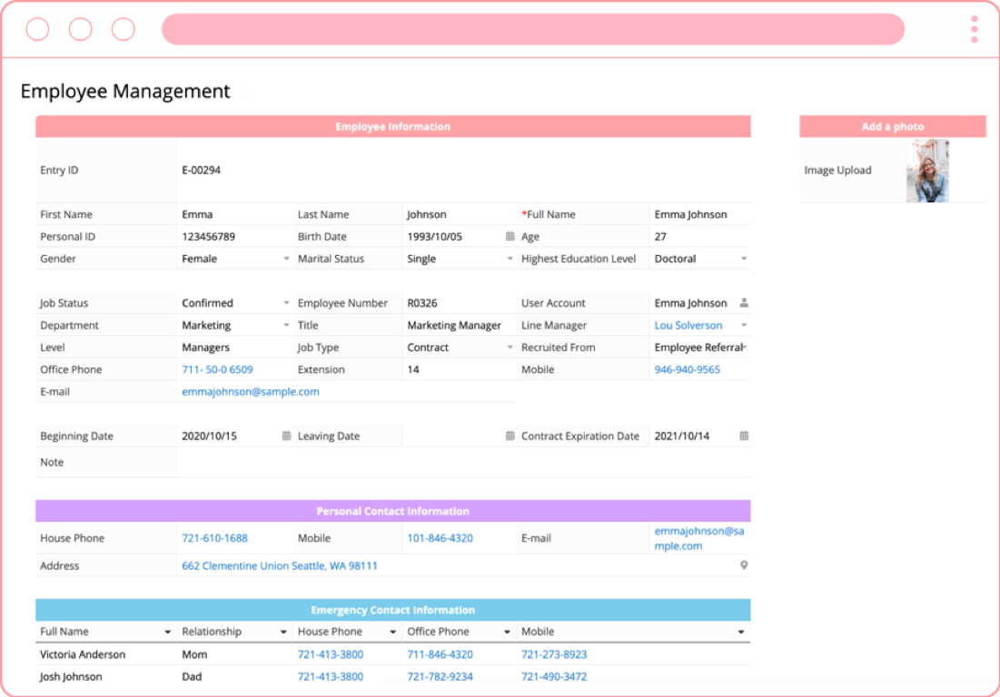 Employee Management
Employee Information
Add a photo
Entry ID E-00294
Image Upload
First Name Emma Last Name Johnson *Full Name Emma Johnson
Personal ID 123456789 Birth Date 1993/10/05 Age 27
Gender Female Marital Status Single Highest Education Level Doctoral
Job Status Confirmed Employee Number R0326 User Account Emma Johnson
Department Marketing Title Marketing Manager Line Manager Lou Solverson
Level Managers Job Type Contract Recruited From Employee Referral
Office Phone 711- 50-0 6509 Extension 14 Mobile 946-940-9565
E-mail emmajohnson@sample.com
Beginning Date 2020/10/15 Leaving Date Contract Expiration Date 2021/10/14
Note
Personal Contact Information
House Phone 721-610-1688 Mobile 101-846-4320 E-mail emmajohnson@sa
mple.com
Address 662 Clementine Union Seattle, WA 98111
Emergency Contact Information
Full Name Relationship House Phone Office Phone Mobile
Victoria Anderson Mom 721-413-3800 711-846-4320 721-273-8923
Josh Johnson Dad 721-413-3800 721-782-9234 721-490-3472